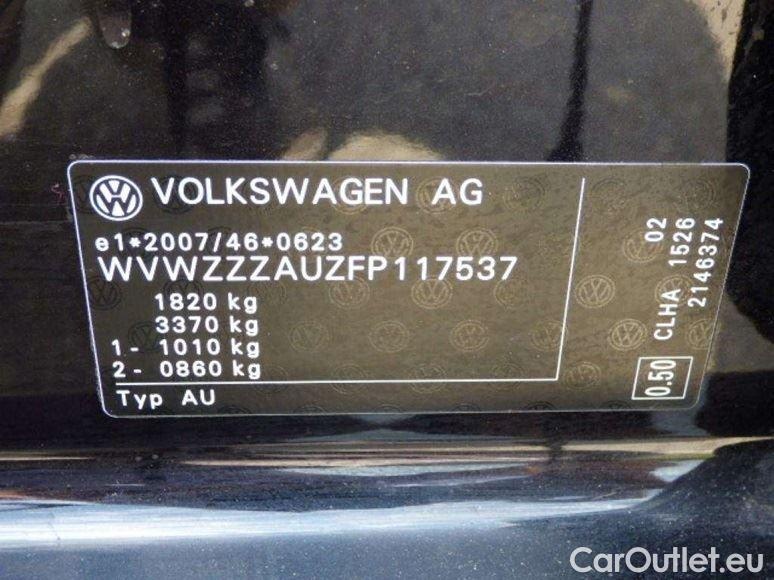 VOLKSWAGEN AG
e1*2007/46*0623
WVWZZZAUZFP117537
1820 kg
3370 kg
1- 1010 kg
2- 0860 kg
Typ AU
02
CLHA 1526
2146374
0.50
CarOutlet.eu